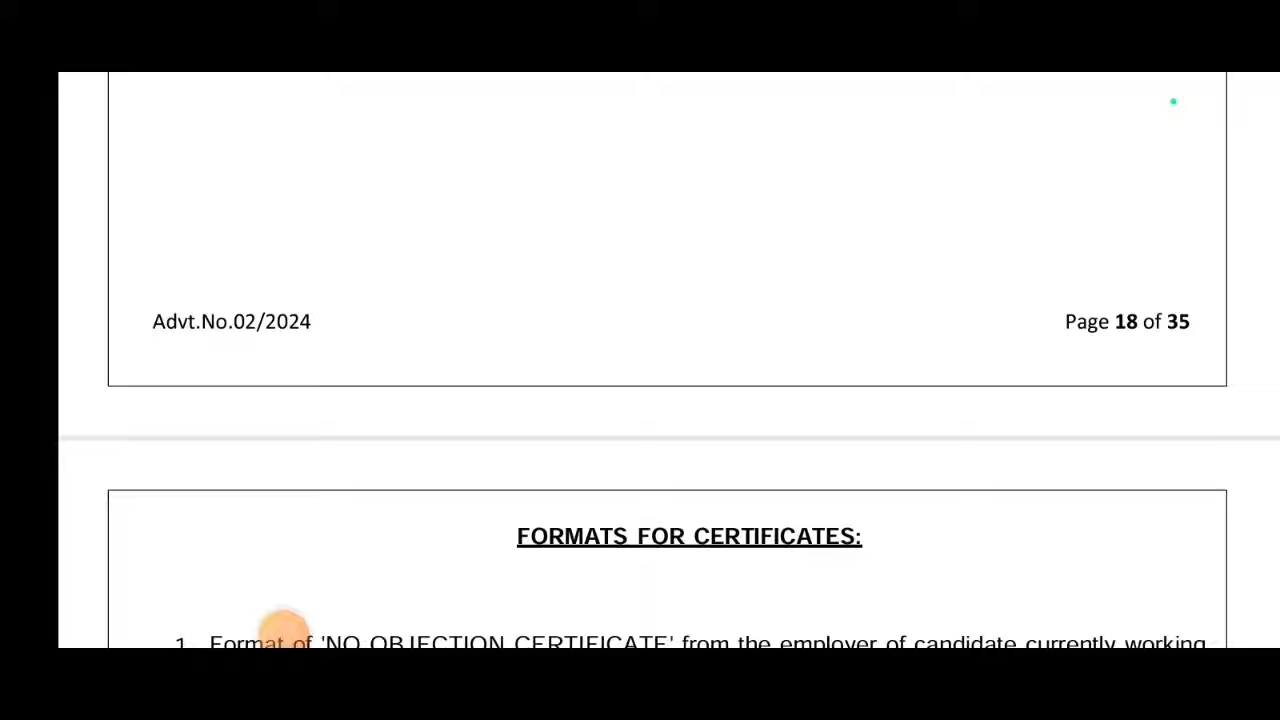 Advt.No.02/2024 Page 18 of 35
FORMATS FOR CERTIFICATES:
1. Format of 'NO OBJECTION CERTIFICATE' from the employer of candidate currently working